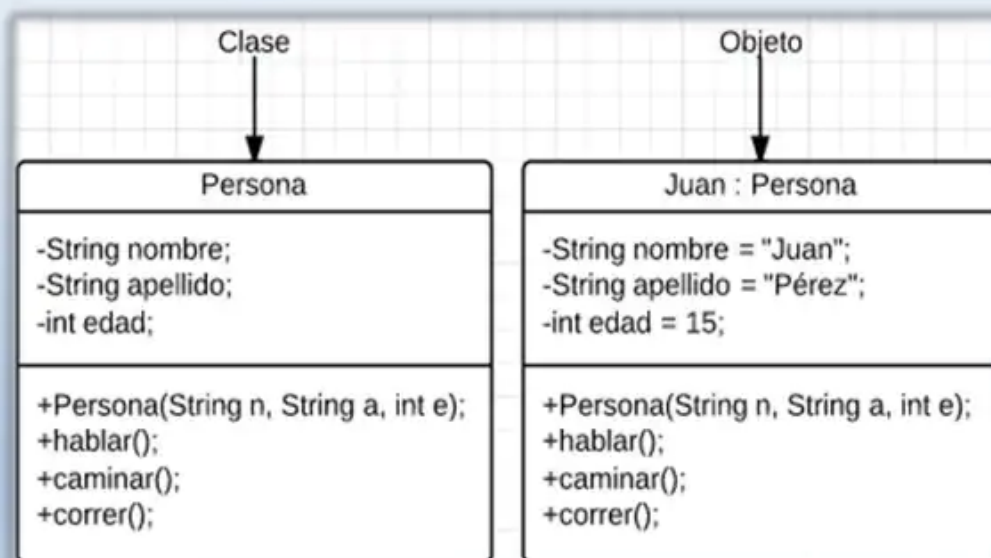 Clase
Persona
-String nombre;
-String apellido;
-int edad;
+Persona(String n, String a, int e);
+hablar();
+caminar();
+correr();
Objeto
Juan : Persona
-String nombre = "Juan";
-String apellido = "Pérez";
-int edad = 15;
+Persona(String n, String a, int e);
+hablar();
+caminar();
+correr();